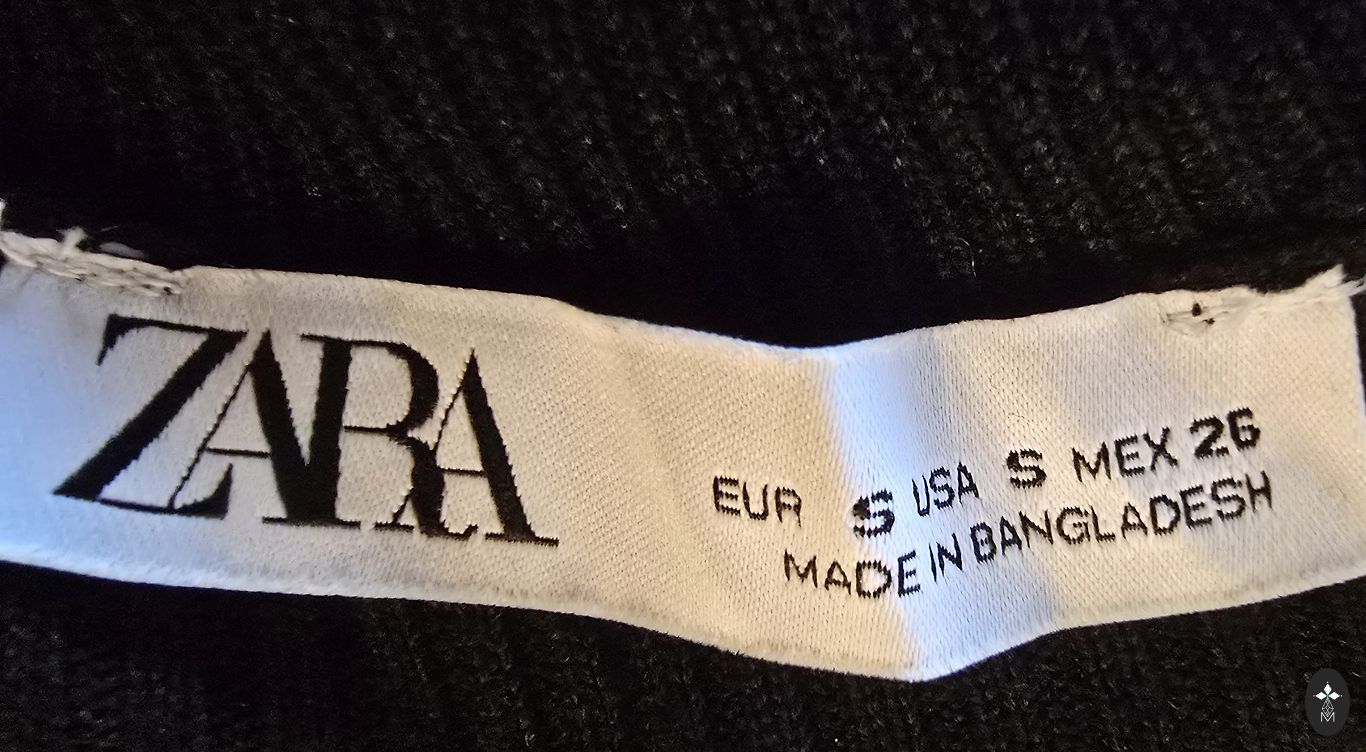 ZARA
EUR S USA S MEX 26
MADE IN BANGLADESH